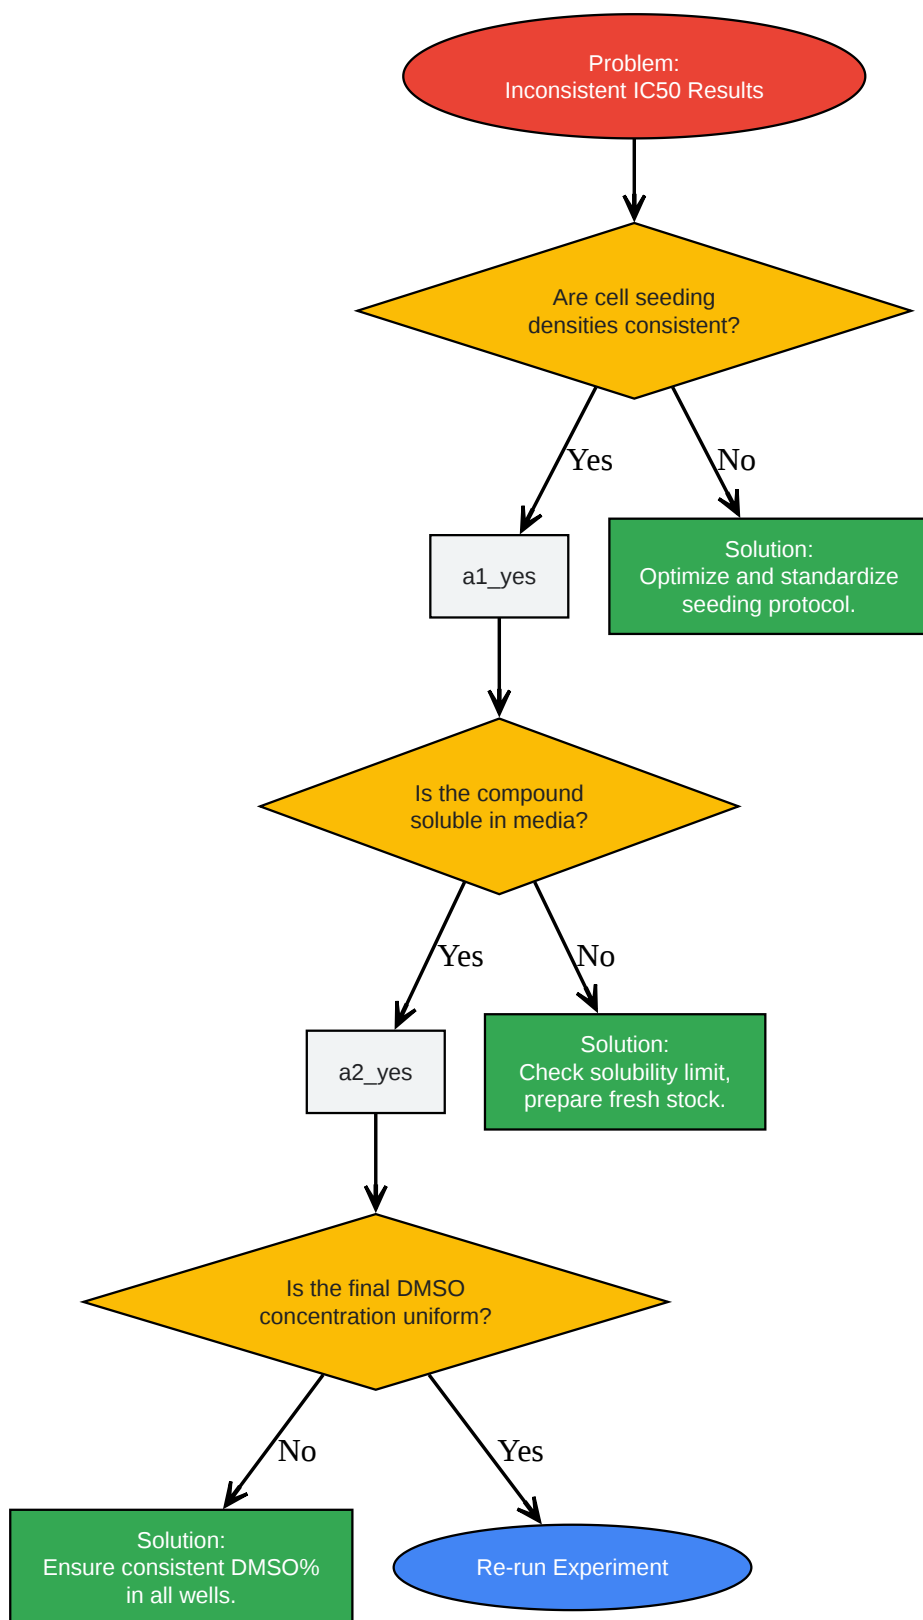 Problem:
Inconsistent IC50 Results
Are cell seeding
densities consistent?
Yes
No
a1_yes
Solution:
Optimize and standardize
seeding protocol.
Is the compound
soluble in media?
Yes
No
a2_yes
Solution:
Check solubility limit,
prepare fresh stock.
Is the final DMSO
concentration uniform?
No
Yes
Solution:
Ensure consistent DMSO%
in all wells.
Re-run Experiment